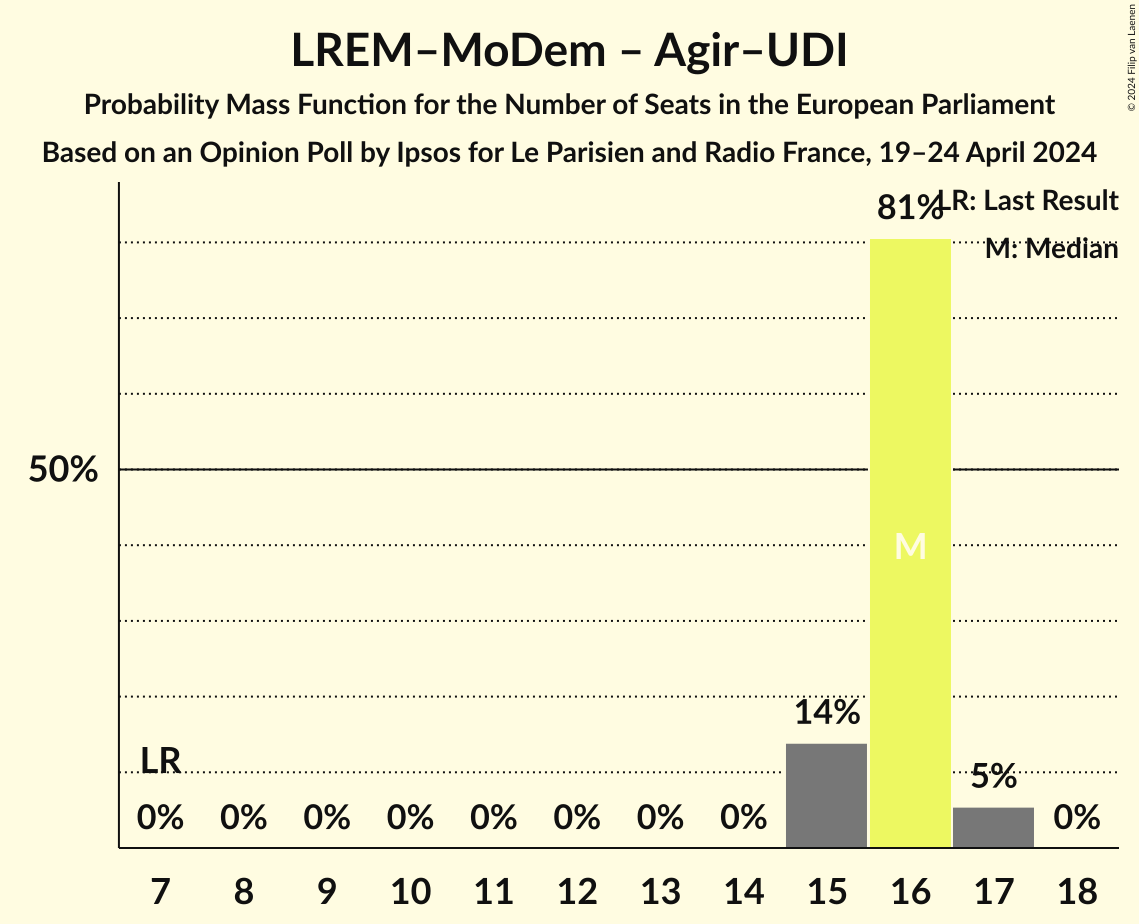 LREM–MoDem – Agir–UDI
Probability Mass Function for the Number of Seats in the European Parliament
Based on an Opinion Poll by Ipsos for Le Parisien and Radio France, 19–24 April 2024
© 2024 Filip van Laenen
LR: Last Result
M: Median
81%
50%
M
14%
LR
5%
0% 0% 0% 0% 0% 0% 0% 0% 0%
7 8 9 10 11 12 13 14 15 16 17 18